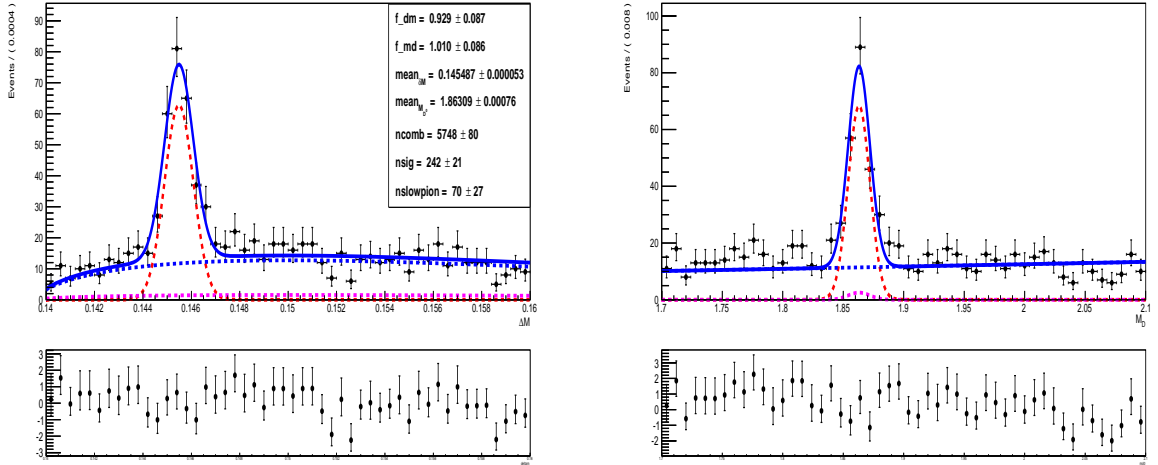 Events / ( 0.0004 )
90
80
70
60
50
40
30
20
10
0
f_dm = 0.929 ± 0.087
f_md = 1.010 ± 0.086
mean_δM = 0.145487 ± 0.000053
mean_M_D⁰ = 1.86309 ± 0.00076
ncomb = 5748 ± 80
nsig = 242 ± 21
nslowpion = 70 ± 27
0.14 0.142 0.144 0.146 0.148 0.15 0.152 0.154 0.156 0.158 0.16
ΔM
3
2
1
0
-1
-2
-3
Events / ( 0.008 )
100
80
60
40
20
0
1.7 1.75 1.8 1.85 1.9 1.95 2 2.05 2.1
M_D
3
2
1
0
-1
-2
-3